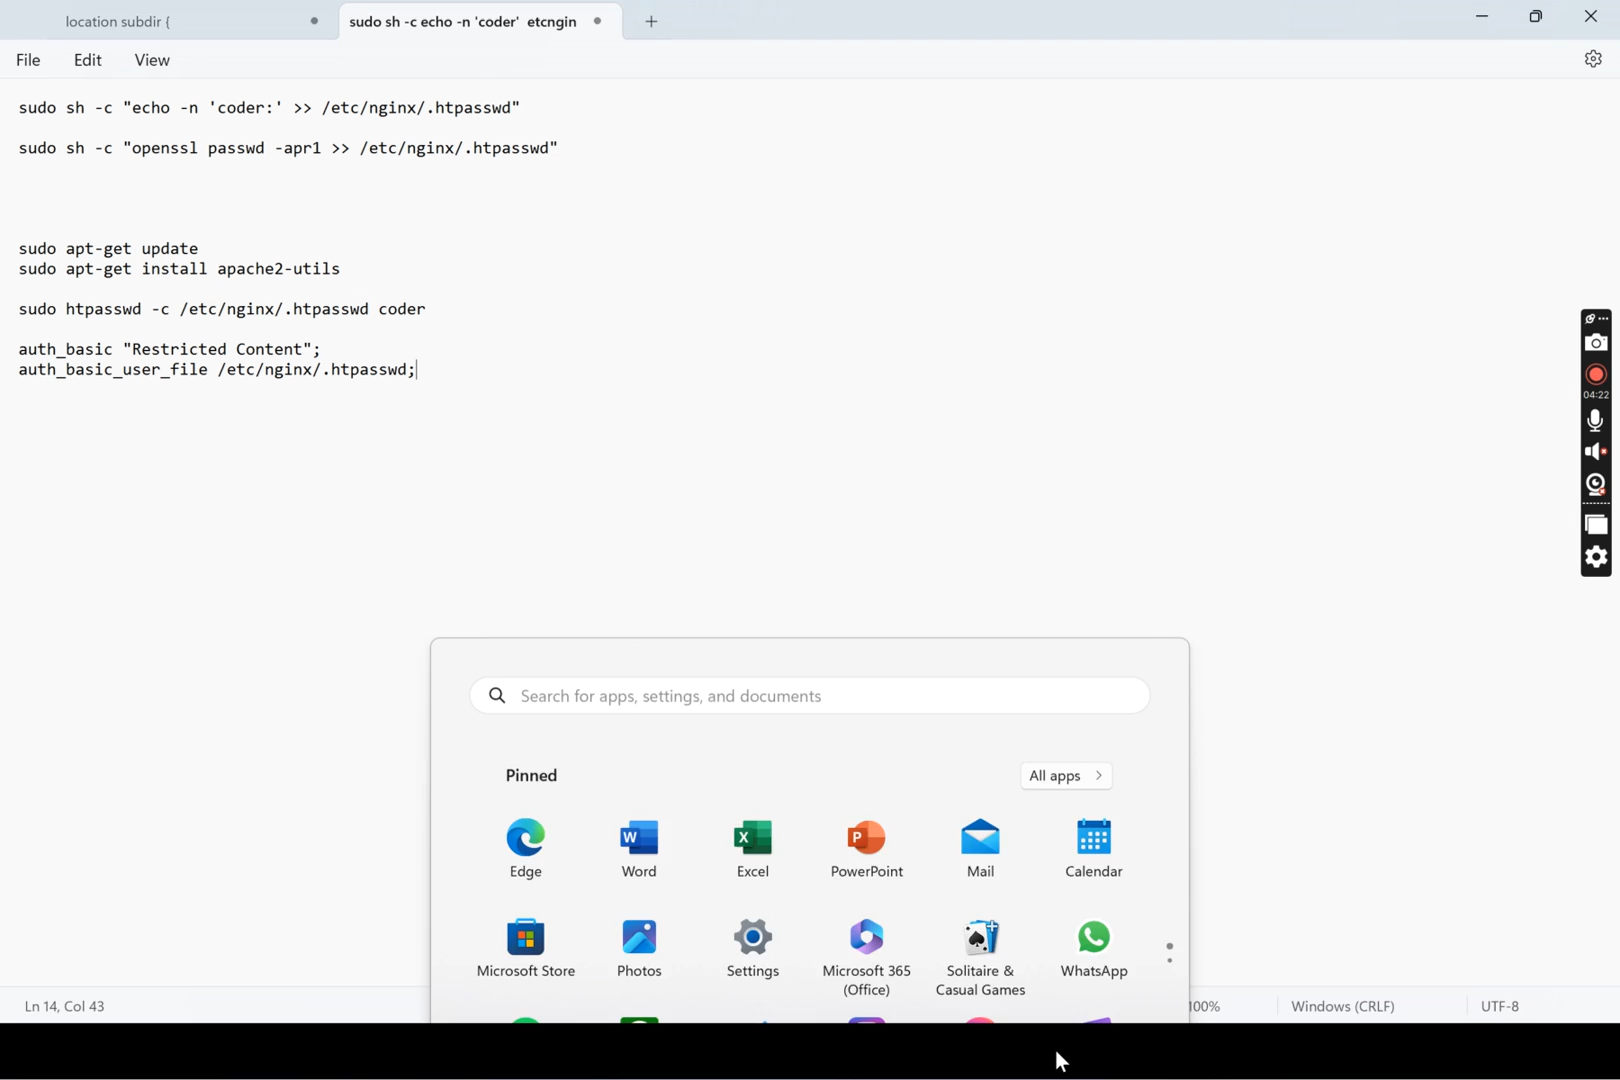 location subdir {
sudo sh -c echo -n 'coder' etcngin
File
Edit
View
sudo sh -c "echo -n 'coder:' >> /etc/nginx/.htpasswd"
sudo sh -c "openssl passwd -apr1 >> /etc/nginx/.htpasswd"
sudo apt-get update
sudo apt-get install apache2-utils
sudo htpasswd -c /etc/nginx/.htpasswd coder
auth_basic "Restricted Content";
auth_basic_user_file /etc/nginx/.htpasswd;
04:22
Search for apps, settings, and documents
Pinned
All apps
Edge
Word
Excel
PowerPoint
Mail
Calendar
Microsoft Store
Photos
Settings
Microsoft 365
(Office)
Solitaire &
Casual Games
WhatsApp
Ln 14, Col 43
100%
Windows (CRLF)
UTF-8